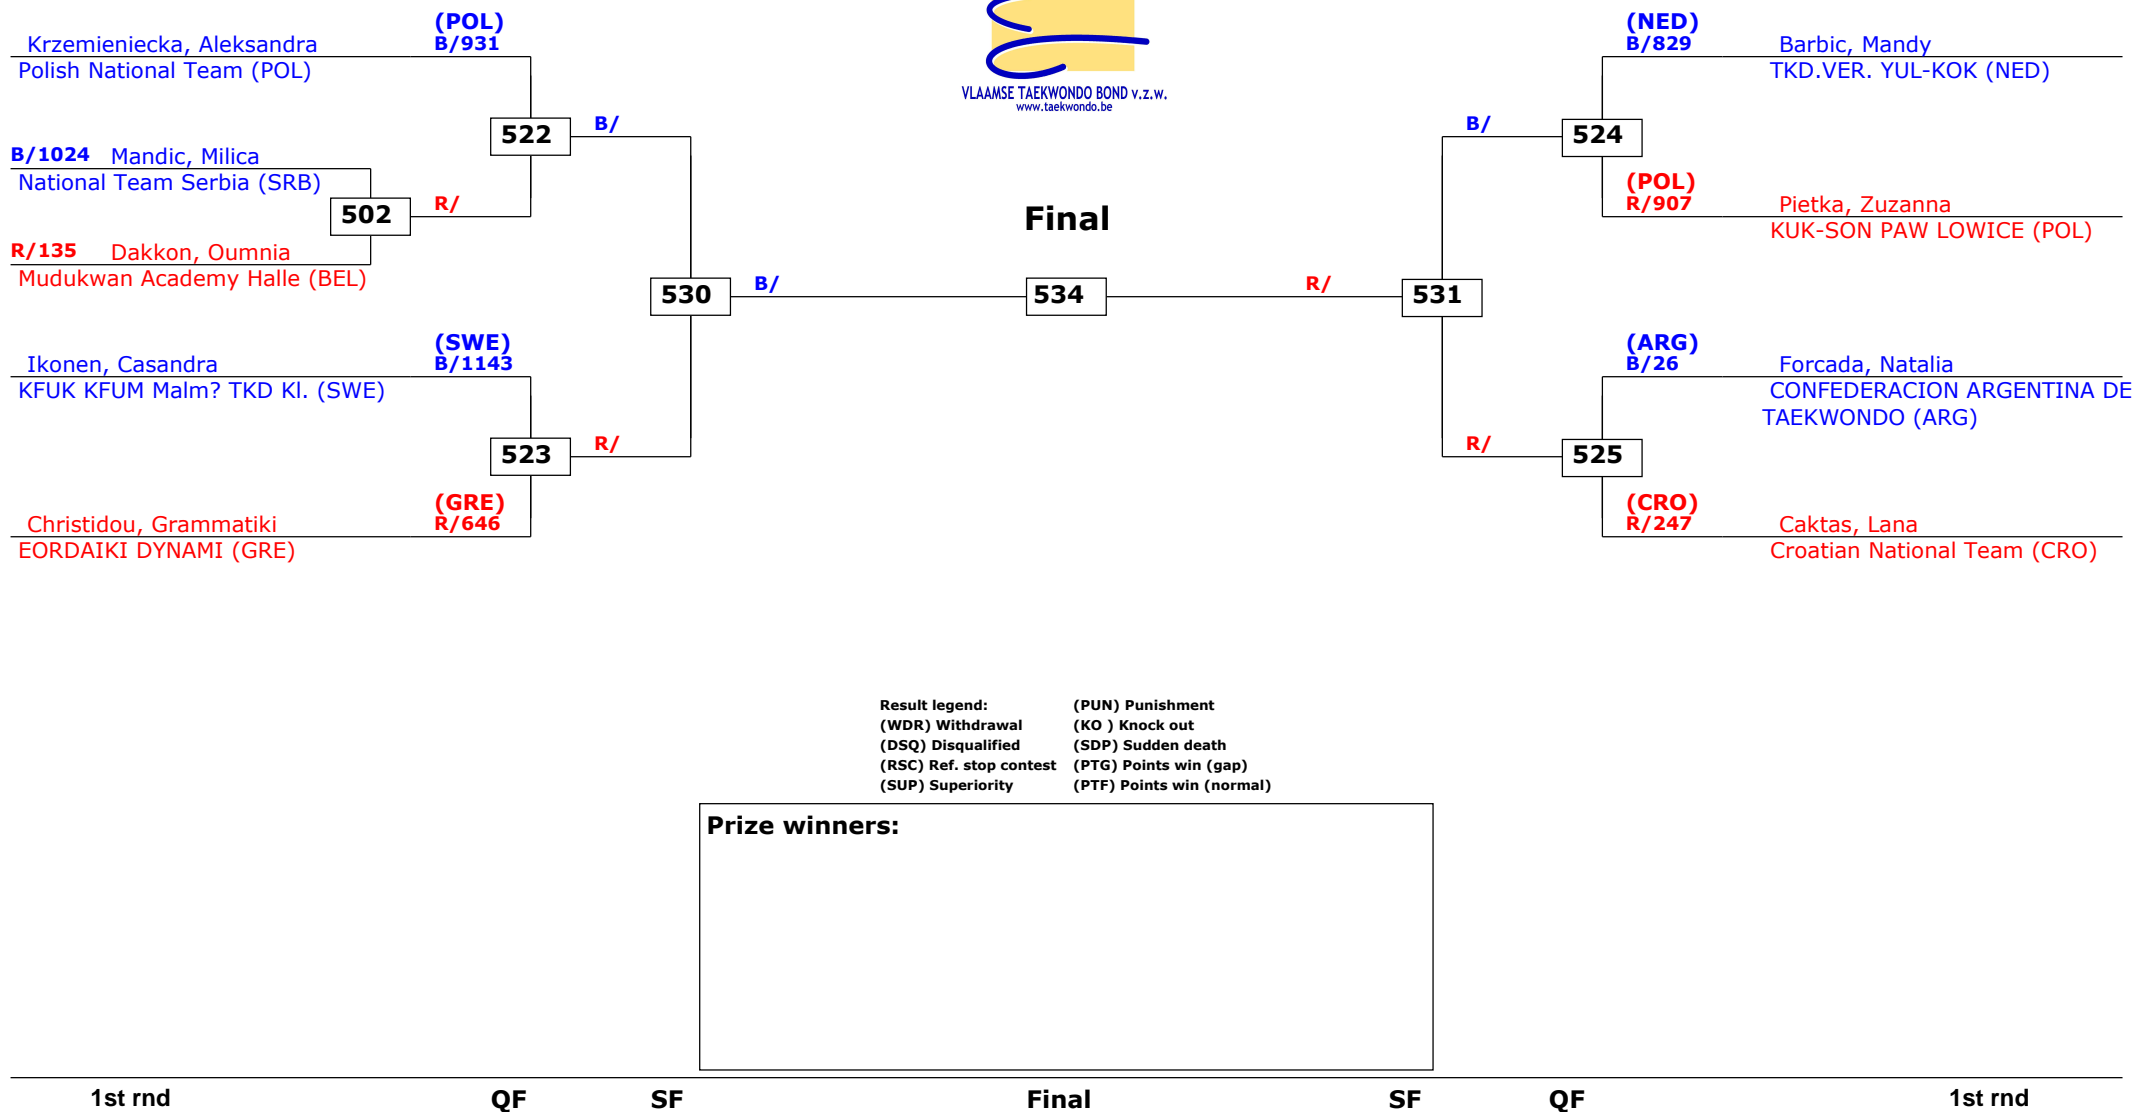 (POL)
B/931
Krzemieniecka, Aleksandra
Polish National Team (POL)
522
B/
B/1024 Mandic, Milica
National Team Serbia (SRB)
502
R/
R/135 Dakkon, Oumnia
Mudukwan Academy Halle (BEL)
530
B/
(SWE)
B/1143
Ikonen, Casandra
KFUK KFUM Malm? TKD Kl. (SWE)
523
R/
(GRE)
R/646
Christidou, Grammatiki
EORDAIKI DYNAMI (GRE)
VLAAMSE TAEKWONDO BOND v.z.w.
www.taekwondo.be
Final
534
(NED)
B/829
Barbic, Mandy
TKD.VER. YUL-KOK (NED)
B/
524
(POL)
R/907
Pietka, Zuzanna
KUK-SON PAW LOWICE (POL)
R/
531
(ARG)
B/26
Forcada, Natalia
CONFEDERACION ARGENTINA DE
TAEKWONDO (ARG)
R/
525
(CRO)
R/247
Caktas, Lana
Croatian National Team (CRO)
Result legend: (PUN) Punishment
(WDR) Withdrawal (KO ) Knock out
(DSQ) Disqualified (SDP) Sudden death
(RSC) Ref. stop contest (PTG) Points win (gap)
(SUP) Superiority (PTF) Points win (normal)
Prize winners:
1st rnd QF SF Final SF QF 1st rnd